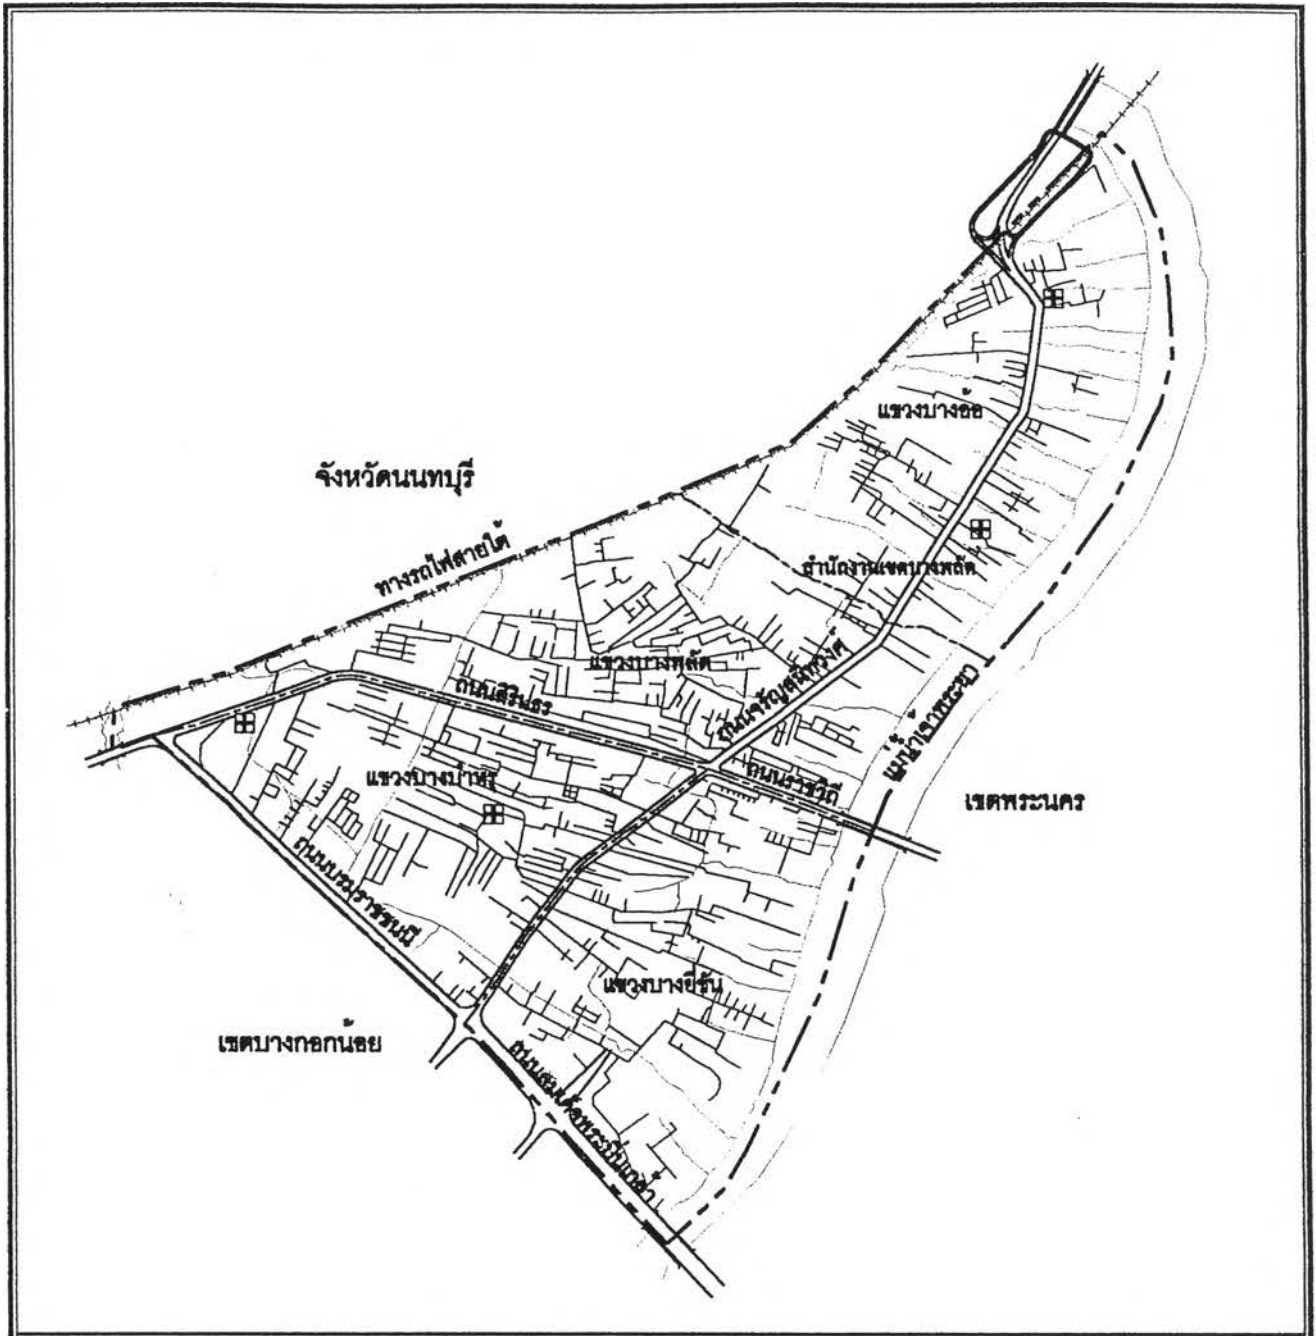 แขวงบางอ้อ
จังหวัดนนทบุรี
ทางรถไฟสายใต้
สำนักงานเขตบางพลัด
แขวงบางพลัด
ถนนจรัญสนิทวงศ์
ถนนสิรินธร
แม่น้ำเจ้าพระยา
แขวงบางบำหรุ
ถนนราชวิถี
เขตพระนคร
ถนนบรมราชชนนี
แขวงบางยี่ขัน
เขตบางกอกน้อย
ถนนสมเด็จพระปิ่นเกล้า